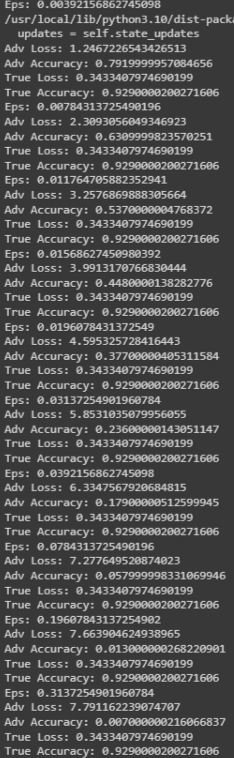 Eps: 0.00392156862745098
/usr/local/lib/python3.10/dist-pack
updates = self.state_updates
Adv Loss: 1.2467226543426513
Adv Accuracy: 0.7919999957084656
True Loss: 0.3433407974690199
True Accuracy: 0.9290000200271606
Eps: 0.00784313725490196
Adv Loss: 2.3093056049346923
Adv Accuracy: 0.6309999823570251
True Loss: 0.3433407974690199
True Accuracy: 0.9290000200271606
Eps: 0.011764705882352941
Adv Loss: 3.2576869888305664
Adv Accuracy: 0.5370000004768372
True Loss: 0.3433407974690199
True Accuracy: 0.9290000200271606
Eps: 0.01568627450980392
Adv Loss: 3.9913170766830444
Adv Accuracy: 0.4480000138282776
True Loss: 0.3433407974690199
True Accuracy: 0.9290000200271606
Eps: 0.0196078431372549
Adv Loss: 4.595325728416443
Adv Accuracy: 0.37700000405311584
True Loss: 0.3433407974690199
True Accuracy: 0.9290000200271606
Eps: 0.03137254901960784
Adv Loss: 5.8531035079956055
Adv Accuracy: 0.23600000143051147
True Loss: 0.3433407974690199
True Accuracy: 0.9290000200271606
Eps: 0.0392156862745098
Adv Loss: 6.3347567920684815
Adv Accuracy: 0.17900000512599945
True Loss: 0.3433407974690199
True Accuracy: 0.9290000200271606
Eps: 0.0784313725490196
Adv Loss: 7.277649520874023
Adv Accuracy: 0.057999998331069946
True Loss: 0.3433407974690199
True Accuracy: 0.9290000200271606
Eps: 0.19607843137254902
Adv Loss: 7.663904624938965
Adv Accuracy: 0.013000000268220901
True Loss: 0.3433407974690199
True Accuracy: 0.9290000200271606
Eps: 0.3137254901960784
Adv Loss: 7.791162239074707
Adv Accuracy: 0.007000000216066837
True Loss: 0.3433407974690199
True Accuracy: 0.9290000200271606